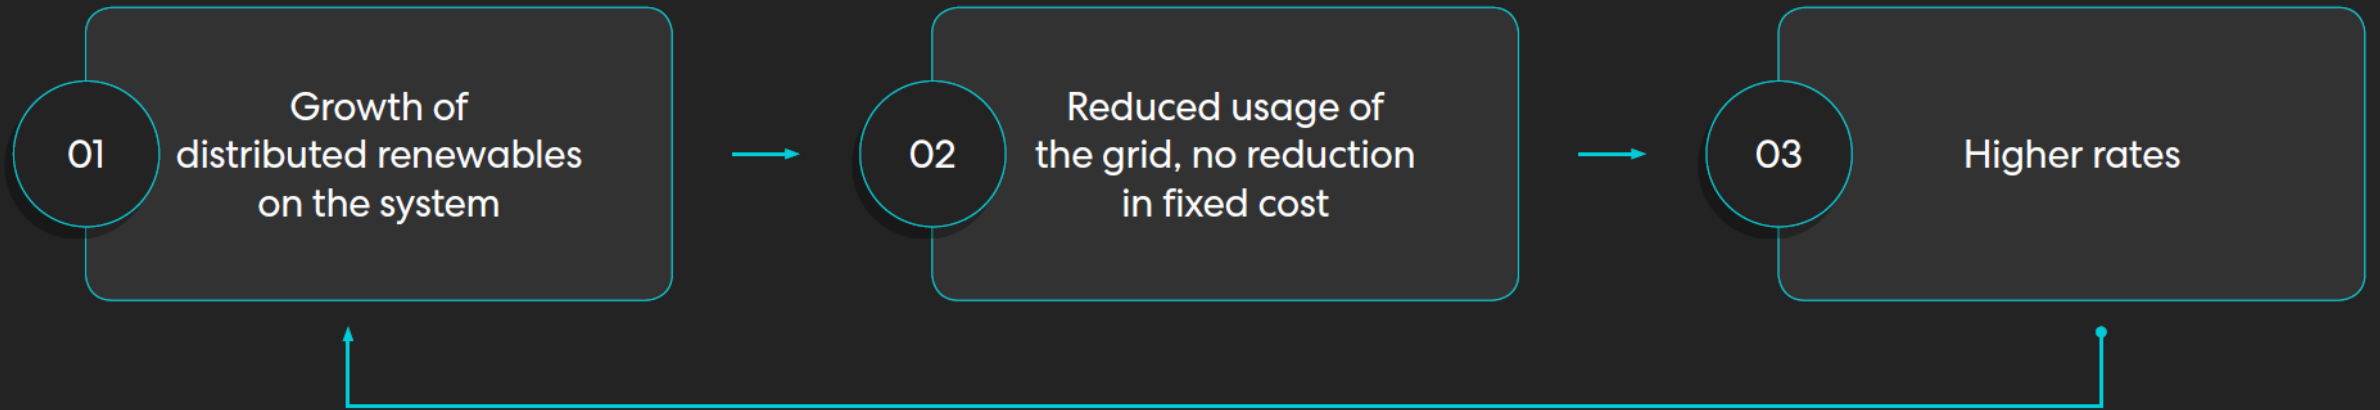 01
Growth of
distributed renewables
on the system
02
Reduced usage of
the grid, no reduction
in fixed cost
03
Higher rates